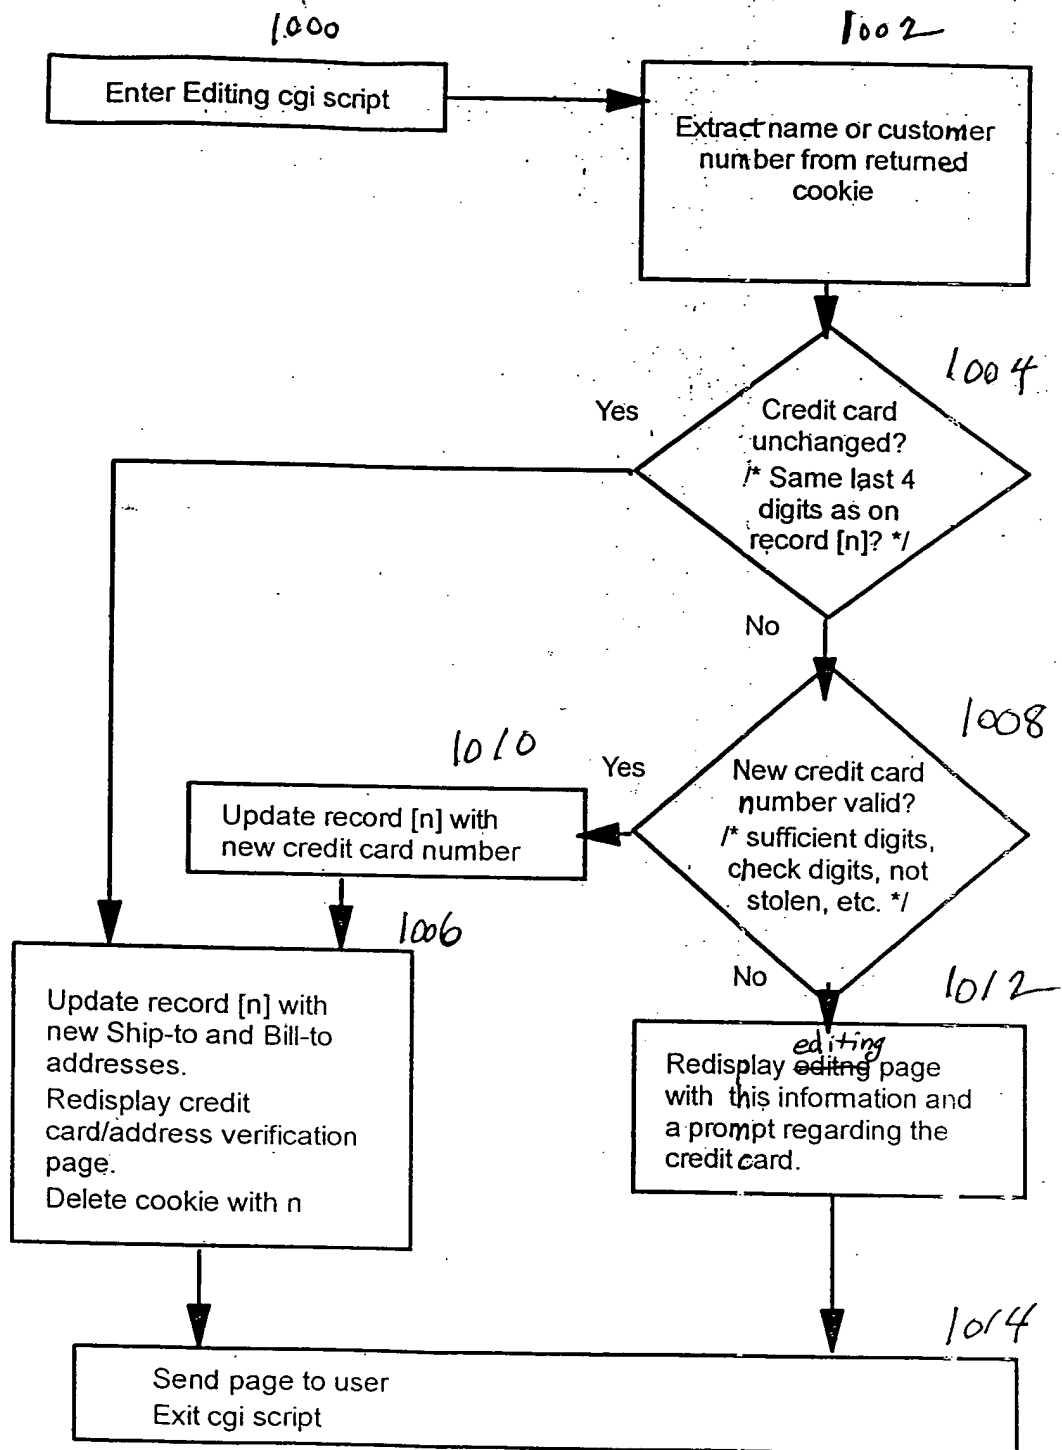 1000
Enter Editing cgi script
1002
Extract name or customer
number from returned
cookie
1004
Yes
Credit card
unchanged?
/* Same last 4
digits as on
record [n]? */
No
1008
Yes
New credit card
number valid?
/* sufficient digits,
check digits, not
stolen, etc. */
No
1010
Update record [n] with
new credit card number
1006
Update record [n] with
new Ship-to and Bill-to
addresses.
Redisplay credit
card/address verification
page.
Delete cookie with n
1012
editing
Redisplay editng page
with this information and
a prompt regarding the
credit card.
1014
Send page to user
Exit cgi script